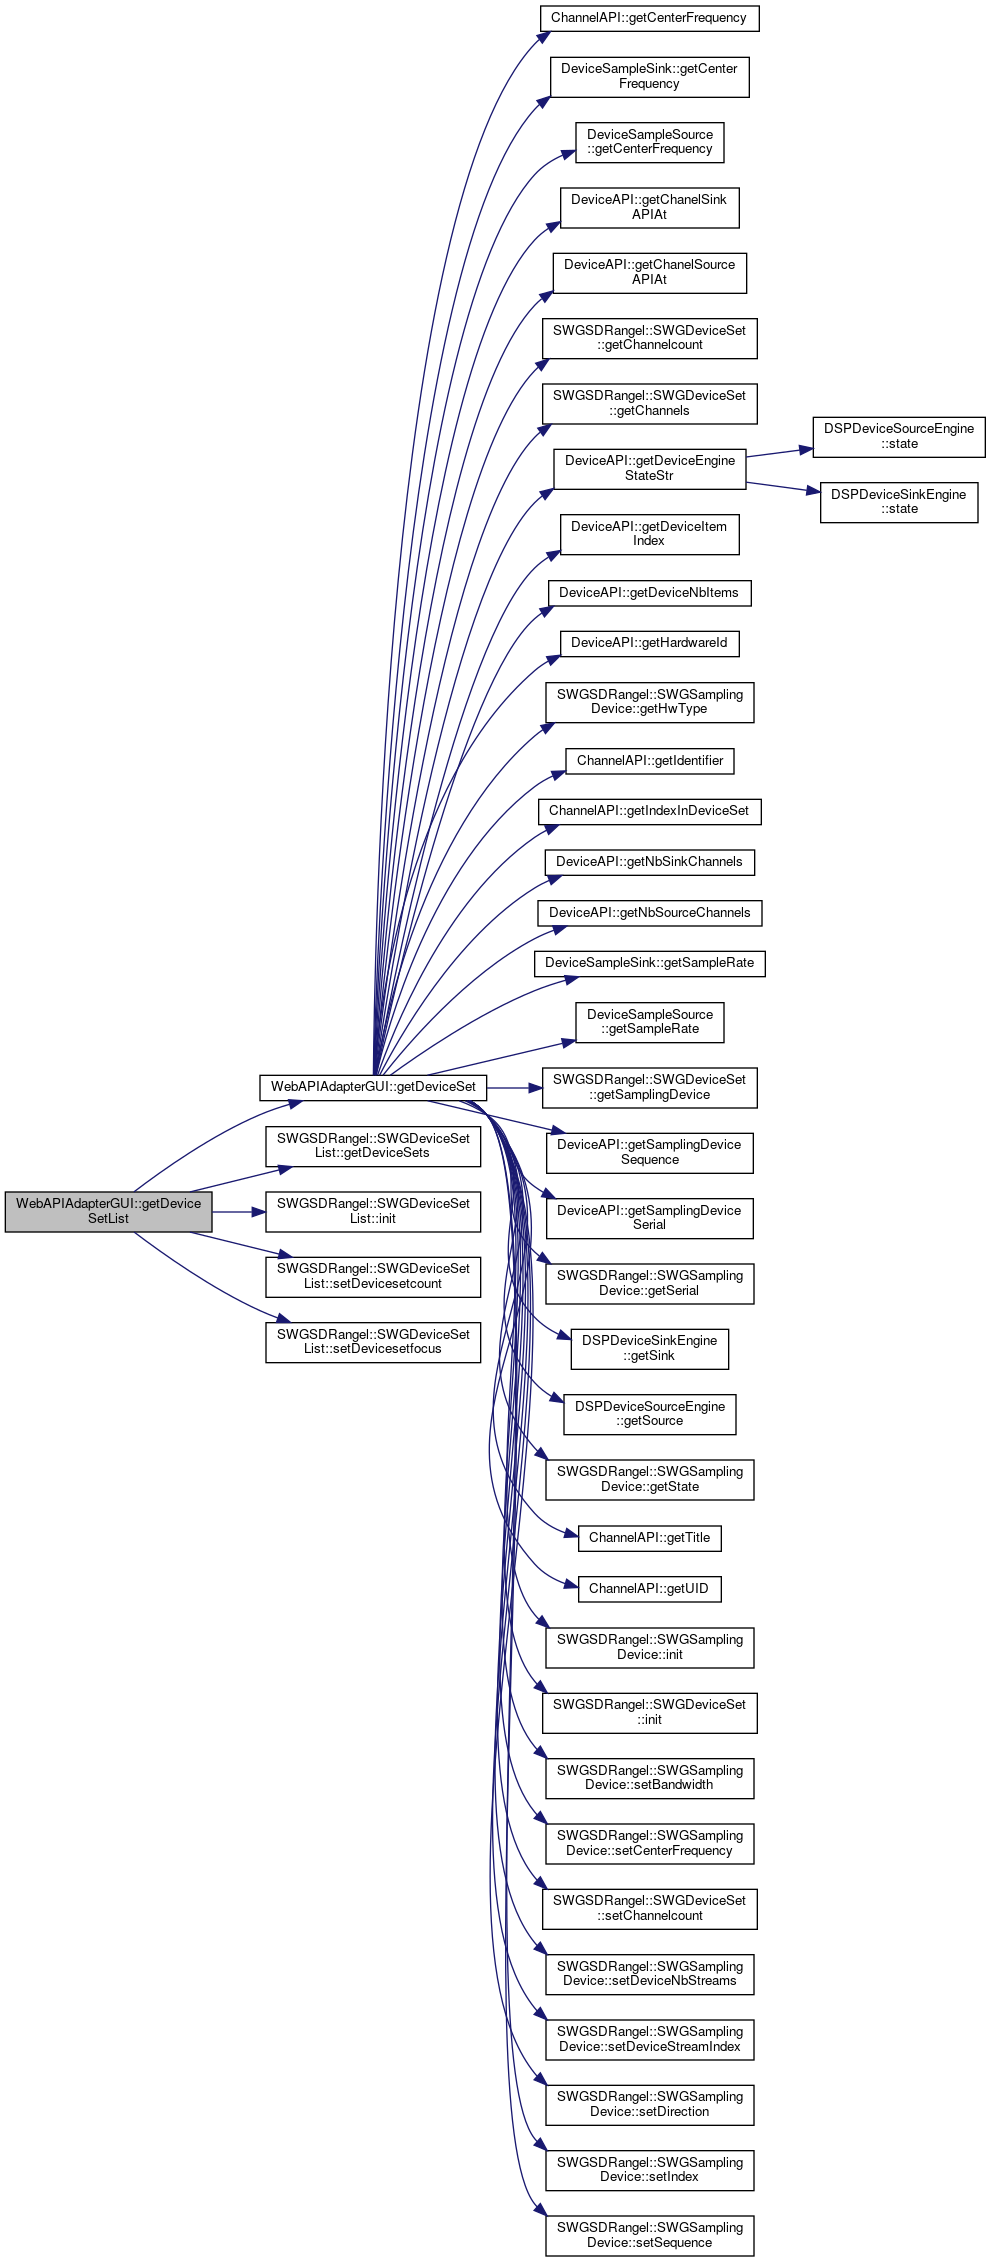 ChannelAPI::getCenterFrequency
DeviceSampleSink::getCenter
Frequency
DeviceSampleSource
::getCenterFrequency
DeviceAPI::getChanelSink
APIAt
DeviceAPI::getChanelSource
APIAt
SWGSDRangel::SWGDeviceSet
::getChannelcount
SWGSDRangel::SWGDeviceSet
::getChannels
DeviceAPI::getDeviceEngine
StateStr
DSPDeviceSourceEngine
::state
DSPDeviceSinkEngine
::state
DeviceAPI::getDeviceItem
Index
DeviceAPI::getDeviceNbItems
DeviceAPI::getHardwareId
SWGSDRangel::SWGSampling
Device::getHwType
ChannelAPI::getIdentifier
ChannelAPI::getIndexInDeviceSet
DeviceAPI::getNbSinkChannels
DeviceAPI::getNbSourceChannels
DeviceSampleSink::getSampleRate
DeviceSampleSource
::getSampleRate
WebAPIAdapterGUI::getDeviceSet
SWGSDRangel::SWGDeviceSet
::getSamplingDevice
SWGSDRangel::SWGDeviceSet
List::getDeviceSets
DeviceAPI::getSamplingDevice
Sequence
WebAPIAdapterGUI::getDevice
SetList
SWGSDRangel::SWGDeviceSet
List::init
DeviceAPI::getSamplingDevice
Serial
SWGSDRangel::SWGDeviceSet
List::setDevicesetcount
SWGSDRangel::SWGSampling
Device::getSerial
SWGSDRangel::SWGDeviceSet
List::setDevicesetfocus
DSPDeviceSinkEngine
::getSink
DSPDeviceSourceEngine
::getSource
SWGSDRangel::SWGSampling
Device::getState
ChannelAPI::getTitle
ChannelAPI::getUID
SWGSDRangel::SWGSampling
Device::init
SWGSDRangel::SWGDeviceSet
::init
SWGSDRangel::SWGSampling
Device::setBandwidth
SWGSDRangel::SWGSampling
Device::setCenterFrequency
SWGSDRangel::SWGDeviceSet
::setChannelcount
SWGSDRangel::SWGSampling
Device::setDeviceNbStreams
SWGSDRangel::SWGSampling
Device::setDeviceStreamIndex
SWGSDRangel::SWGSampling
Device::setDirection
SWGSDRangel::SWGSampling
Device::setIndex
SWGSDRangel::SWGSampling
Device::setSequence